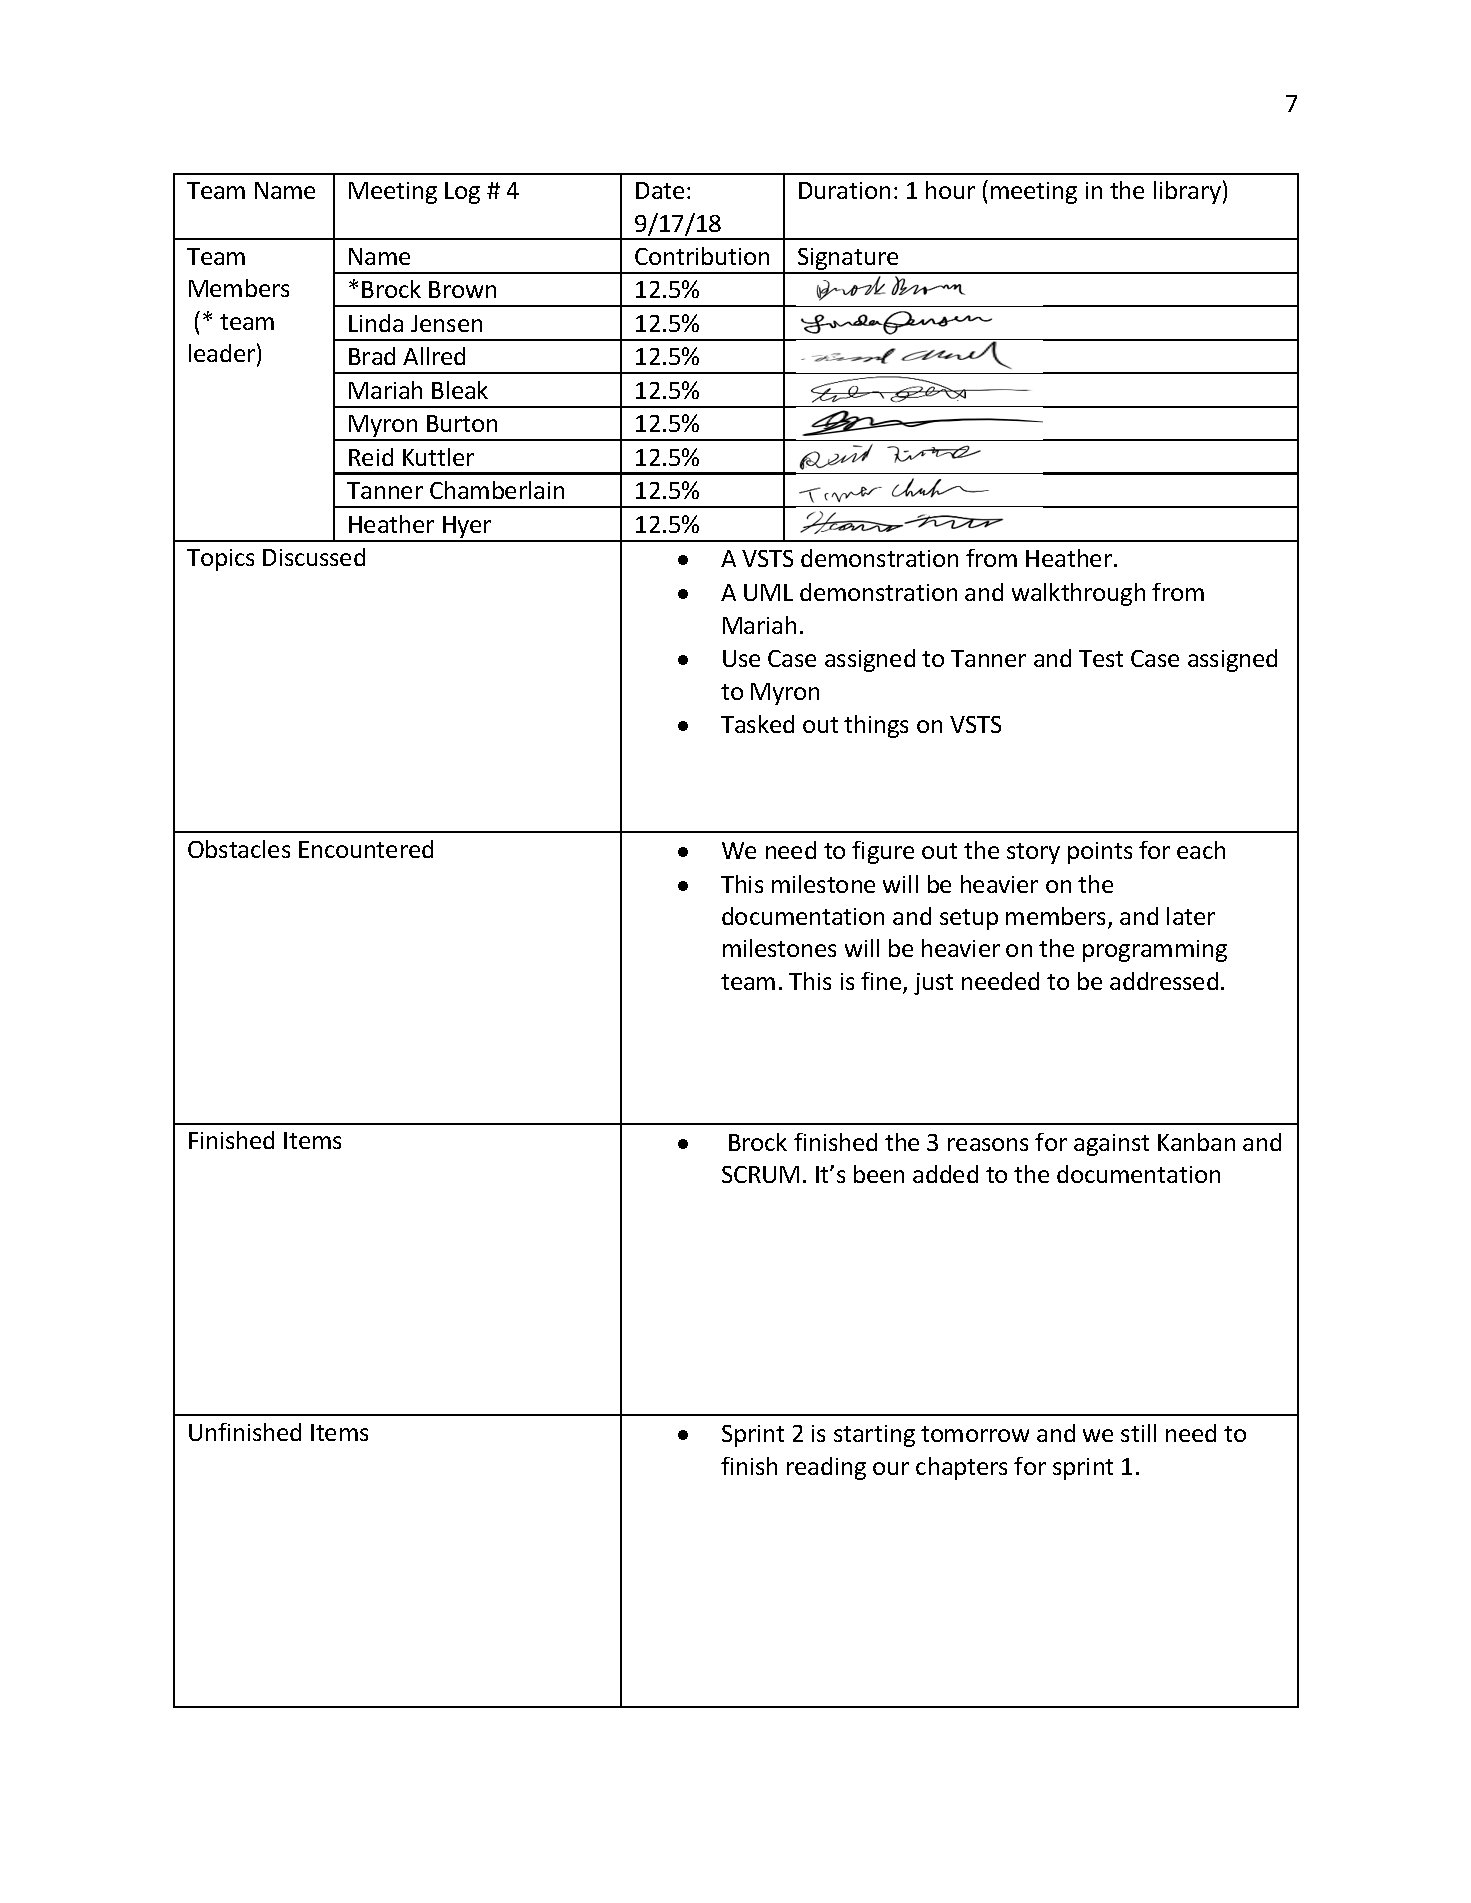 7
Team Name Meeting Log # 4 Date: Duration: 1 hour (meeting in the library)
9/17/18
Team Name Contribution Signature
Members *Brock Brown 12.5% Brock Brown
(* team Linda Jensen 12.5% Linda Jensen
leader) Brad Allred 12.5%
Mariah Bleak 12.5%
Myron Burton 12.5%
Reid Kuttler 12.5% Reid
Tanner Chamberlain 12.5%
Heather Hyer 12.5%
Topics Discussed ● A VSTS demonstration from Heather.
● A UML demonstration and walkthrough from
Mariah.
● Use Case assigned to Tanner and Test Case assigned
to Myron
● Tasked out things on VSTS
Obstacles Encountered ● We need to figure out the story points for each
● This milestone will be heavier on the
documentation and setup members, and later
milestones will be heavier on the programming
team. This is fine, just needed to be addressed.
Finished Items ● Brock finished the 3 reasons for against Kanban and
SCRUM. It’s been added to the documentation
Unfinished Items ● Sprint 2 is starting tomorrow and we still need to
finish reading our chapters for sprint 1.